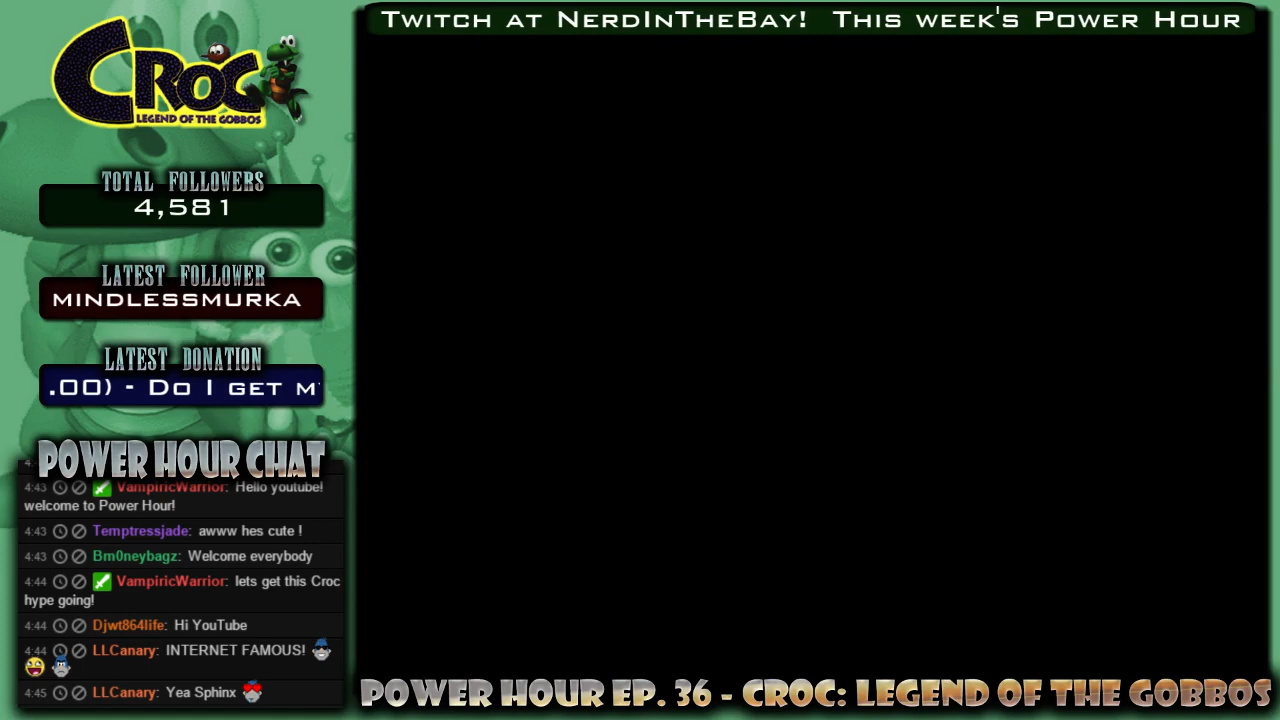 Twitch at NerdInTheBay! This week's Power Hour
CROC
LEGEND OF THE GOBBOS
TOTAL FOLLOWERS
4,581
LATEST FOLLOWER
MINDLESSMURKA
LATEST DONATION
.00) - Do I get
POWER HOUR CHAT
4:43 VampiricWarrior: Hello youtube!
welcome to Power Hour!
4:43 Temptressjade: awww hes cute !
4:43 Bm0neybagz: Welcome everybody
4:44 VampiricWarrior: lets get this Croc
hype going!
4:44 Djwt864life: Hi YouTube
4:44 LLCanary: INTERNET FAMOUS!
4:45 LLCanary: Yea Sphinx
POWER HOUR EP. 36 - CROC: LEGEND OF THE GOBBOS